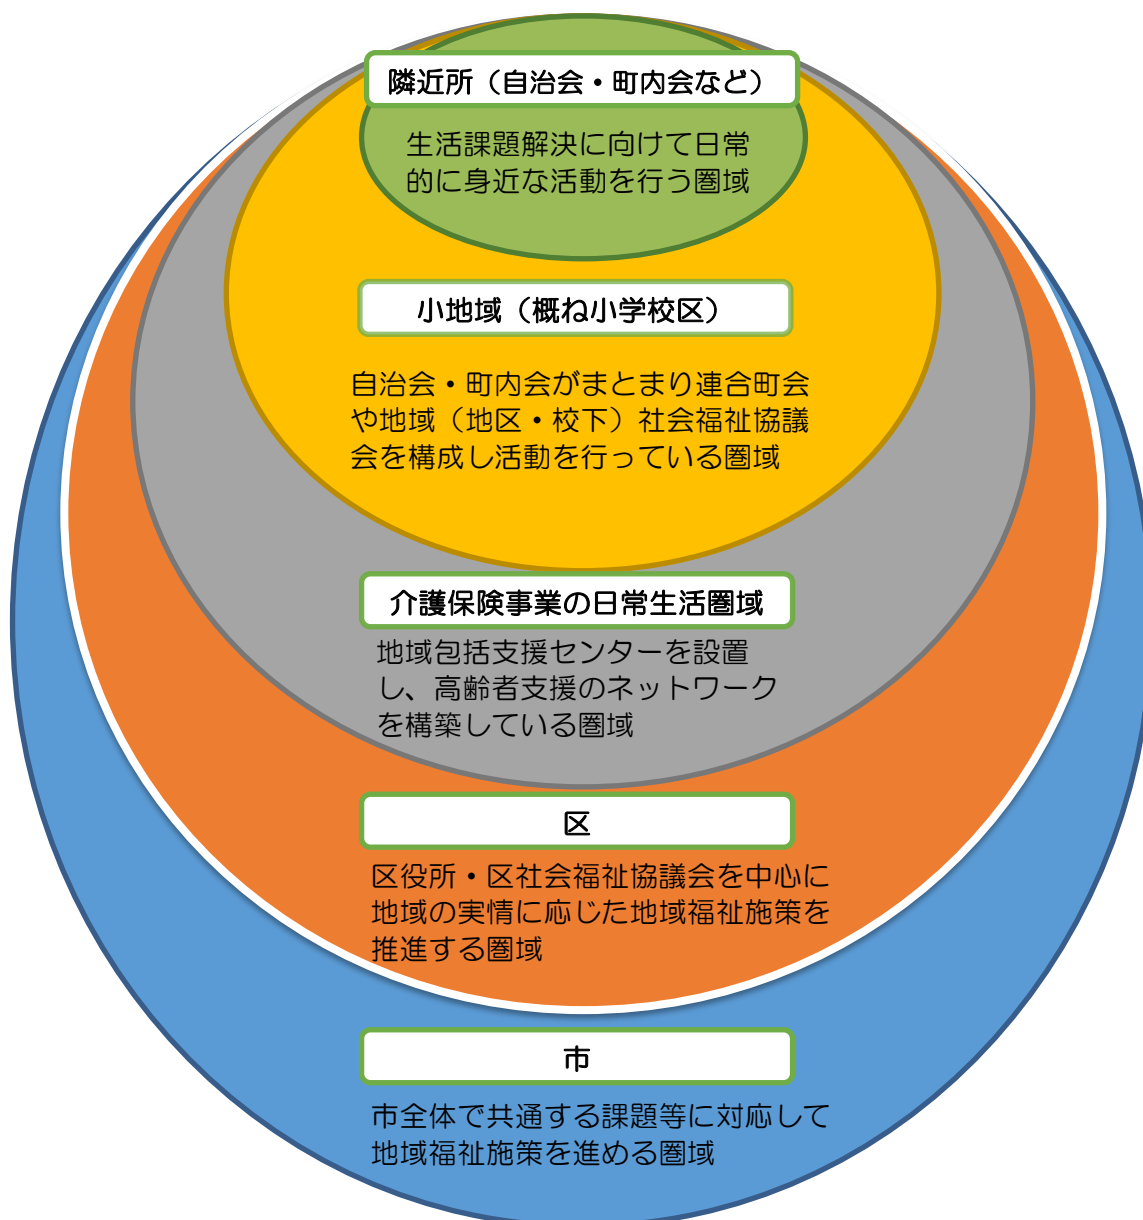 隣近所（自治会・町内会など）
生活課題解決に向けて日常
的に身近な活動を行う圏域
小地域（概ね小学校区）
自治会・町内会がまとまり連合町会
や地域（地区・校下）社会福祉協議
会を構成し活動を行っている圏域
介護保険事業の日常生活圏域
地域包括支援センターを設置
し、高齢者支援のネットワーク
を構築している圏域
区
区役所・区社会福祉協議会を中心に
地域の実情に応じた地域福祉施策を
推進する圏域
市
市全体で共通する課題等に対応して
地域福祉施策を進める圏域